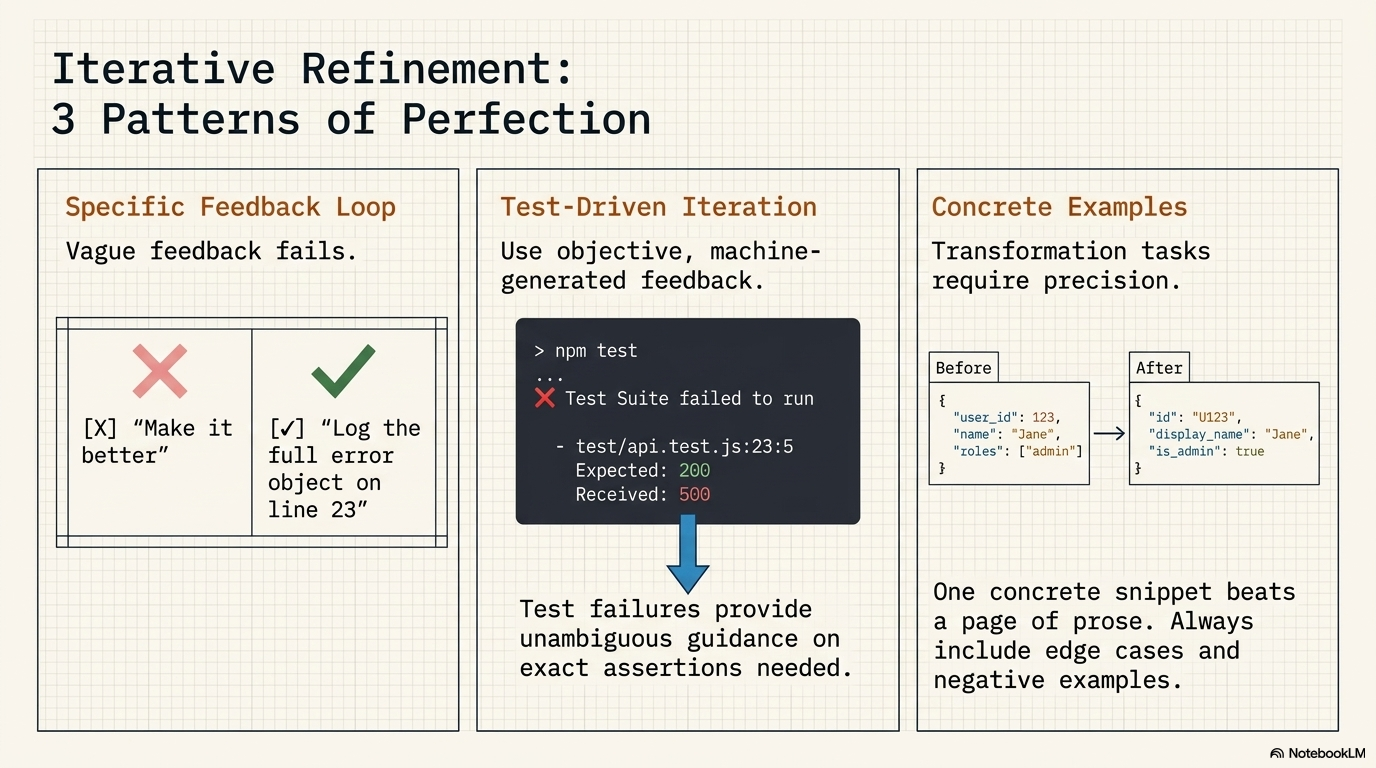 Iterative Refinement:
3 Patterns of Perfection
Specific Feedback Loop
Vague feedback fails.
[X] “Make it
better”
[✓] “Log the
full error
object on
line 23”
Test-Driven Iteration
Use objective, machine-
generated feedback.
> npm test
...
❌ Test Suite failed to run
- test/api.test.js:23:5
Expected: 200
Received: 500
Test failures provide
unambiguous guidance on
exact assertions needed.
Concrete Examples
Transformation tasks
require precision.
Before
{
"user_id": 123,
"name": "Jane",
"roles": ["admin"]
}
After
{
"id": "U123",
"display_name": "Jane",
"is_admin": true
}
One concrete snippet beats
a page of prose. Always
include edge cases and
negative examples.
NotebookLM